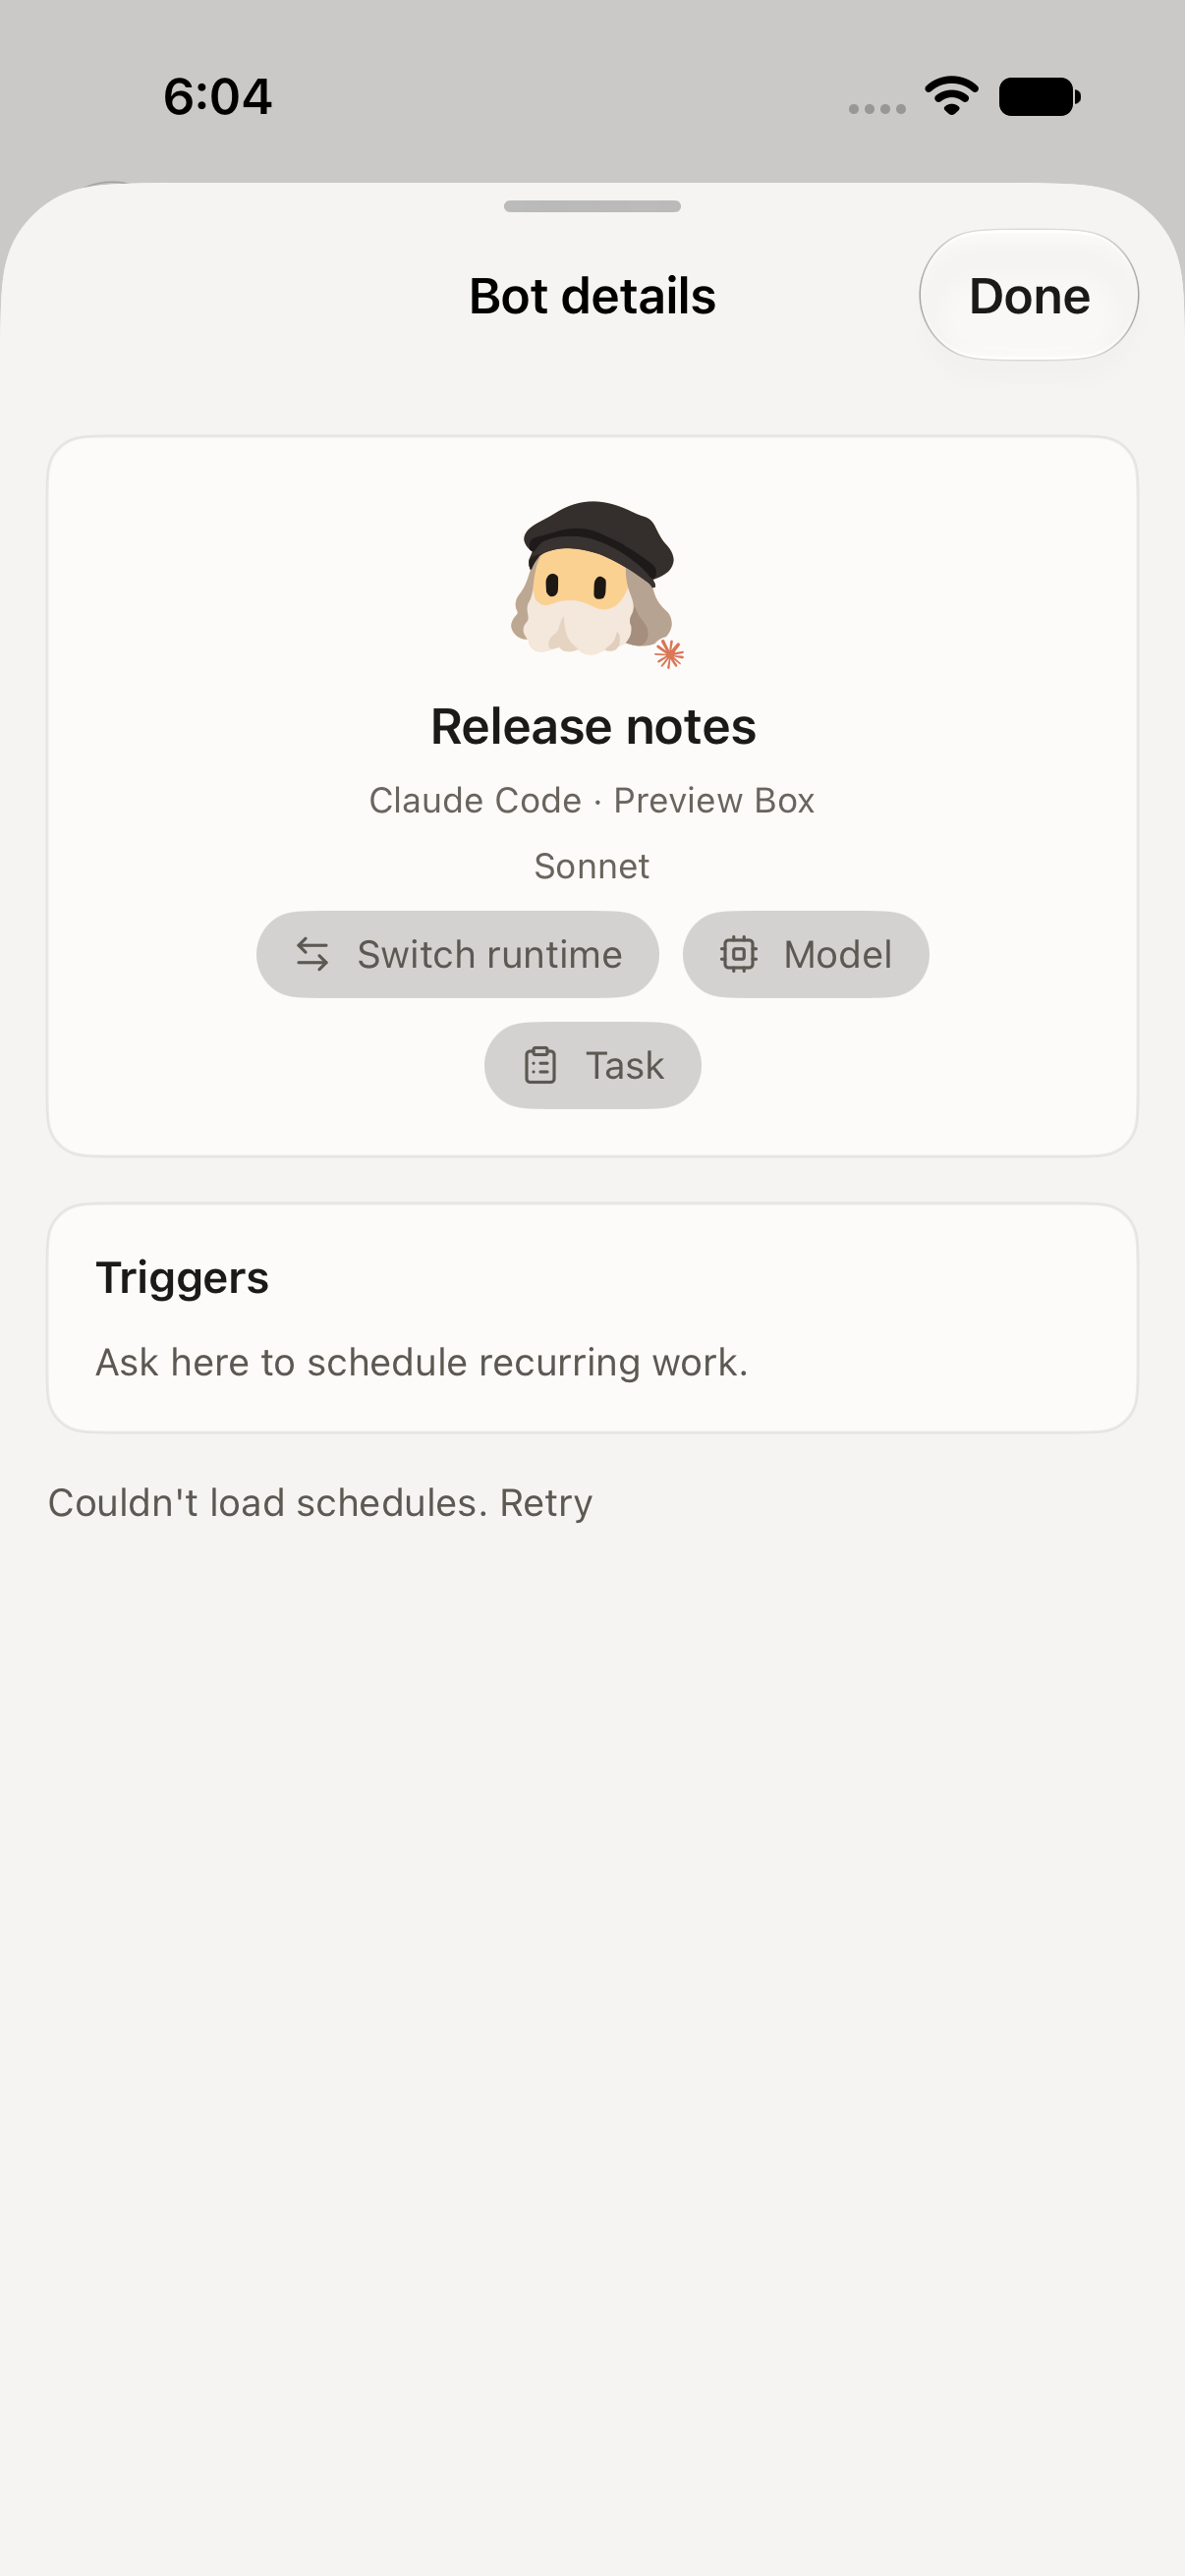 6:04
Bot details
Done
Release notes
Claude Code · Preview Box
Sonnet
Switch runtime
Model
Task
Triggers
Ask here to schedule recurring work.
Couldn't load schedules. Retry